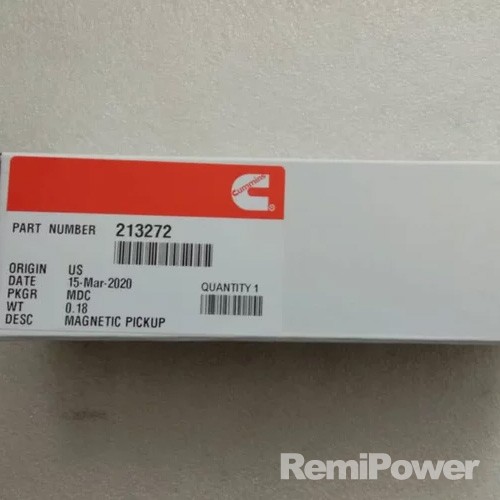 Cummins
PART NUMBER 213272
ORIGIN US
DATE 15-Mar-2020
PKGR MDC
WT 0.18
DESC MAGNETIC PICKUP
QUANTITY 1
RemiPower